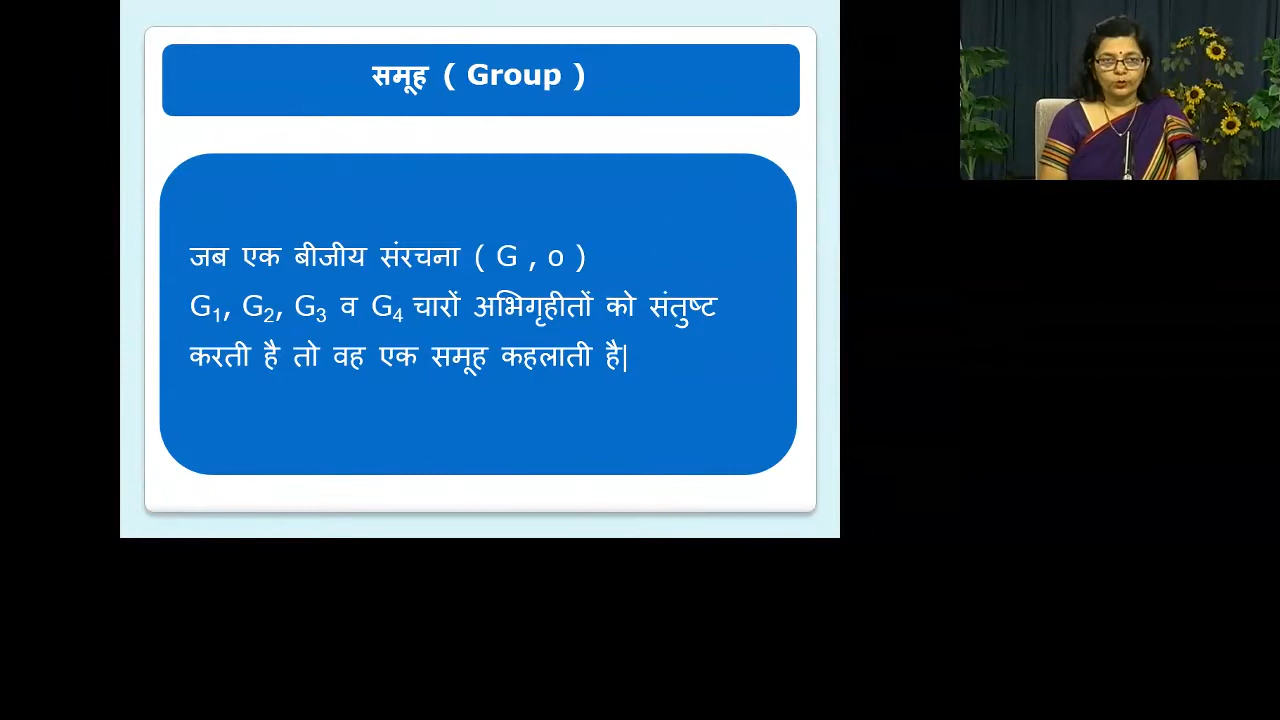 समूह ( Group )
जब एक बीजीय संरचना ( G , o )
G₁, G₂, G₃ व G₄ चारों अभिगृहीतों को संतुष्ट
करती है तो वह एक समूह कहलाती है|